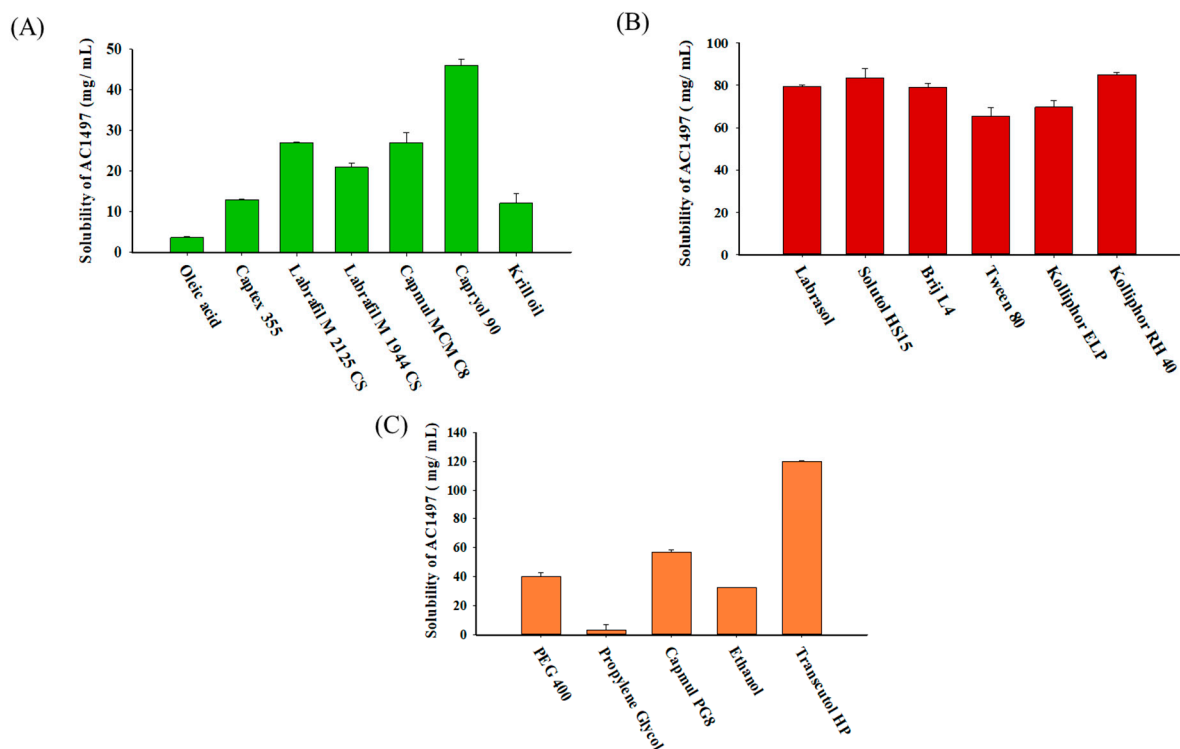 (A)
Solubility of AC1497 (mg/ mL)
50
40
30
20
10
0
Oleic acid
Captex 355
Labrafil M 2125 CS
Labrafil M 1944 CS
Capmul MCM C8
Capryol 90
Krill oil
(B)
Solubility of AC1497 ( mg/ mL)
100
80
60
40
20
0
Labrasol
Solutol HS15
Brij L4
Tween 80
Kolliphor ELP
Kolliphor RH 40
(C)
Solubility of AC1497 ( mg/ mL)
140
120
100
80
60
40
20
0
PEG 400
Propylene Glycol
Capmul PG8
Ethanol
Transcutol HP